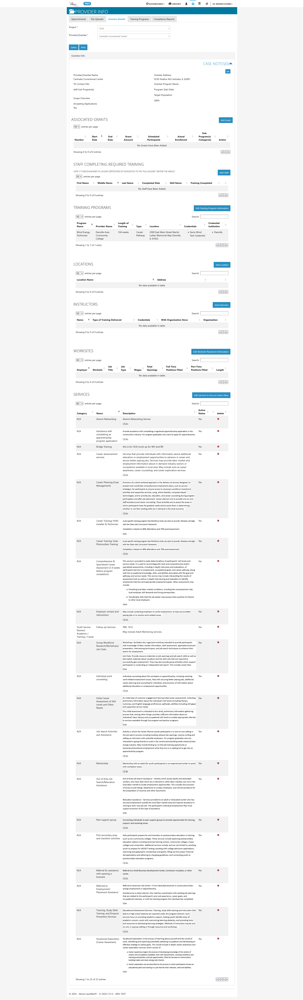 TEST
DASHBOARDS
GROUPS
HI, MONICAJONES
PROVIDER INFO
Appointments
File Uploads
Grantee Details
Training Programs
Compliance Reports
Project *
CEJA
Provider/Grantee *
Centralia Correctional Center
Select
Print
Grantee Info
CASE NOTES(0)
Edit
Provider/Grantee Name
Centralia Correctional Center
TA Contact Info
IwN Sub Program(s)
Scope Overview
Accepting Applications
Yes
Grantee Address
9330 Shattuc Rd Centralia, IL 62801
Grantee Program Name
Program Start Date
Target Population
LWIA
ASSOCIATED GRANTS
Add Grant
10 entries per page
Number
Start Date
End Date
Grant Amount
Scheduled Participants
Actual Enrollment
Sub-Program(s) /Categories
Action
No Grants Have Been Added
Showing 0 to 0 of 0 entries
« ‹ › »
STAFF COMPLETING REQUIRED TRAINING
NOTE: IT IS RECOMMENDED TO UPLOAD CERTIFICATES OF COMPLETION TO THE "FILE UPLOADS" TAB FOR THE AGENCY.
Add Staff
10 entries per page
First Name
Middle Name
Last Name
Completed Date
Skill Name
Training Completed
No Staff Have Been Added
Showing 0 to 0 of 0 entries
« ‹ › »
TRAINING PROGRAMS
Edit Training Program Information
10 entries per page
Search:
Program Name
Provider Name
Length of Training
Type
Location
Credentials
Credential Institution
Wind Energy Technician
Danville Area Community College
104 weeks
Career Pathway
2000 East Main Street Martin Luther Memorial Way Danville, IL 61832
• Earns Wind Test Credential
• Danville
Showing 1 to 1 of 1 entry
« ‹ 1 › »
LOCATIONS
Add Location
10 entries per page
Search:
Location Name
Address
No data available in table
Showing 0 to 0 of 0 entries
« ‹ › »
INSTRUCTORS
Add Instructor
10 entries per page
Search:
Name
Type of Training Delivered
Credentials
With Organization Since
Organization
No data available in table
Showing 0 to 0 of 0 entries
« ‹ › »
WORKSITES
Edit Worksite Placement Information
10 entries per page
Search:
Employer
Worksite
Job Title
Job Type
Wages
Total Openings
Full Time Positions Filled
Part Time Positions Filled
Length
No data available in table
Showing 0 to 0 of 0 entries
« ‹ › »
SERVICES
Edit Services to Use on Career Plans
50 entries per page
Search:
Category
Name
Description
Active Status
delete
N/A
Alumni Networking
Alumni Networking Service
CEJA:
Yes
N/A
Assistance with completing an apprenticeship program application
Provide assistance with completing a registered apprenticeship application in the construction industry. For program graduates who want to apply for apprenticeship.
CEJA:
Yes
N/A
Bridge Training
this is for CEJA mock up for WH and RR
Yes
N/A
Career advancement services
Services that provide individuals with information about additional education or employment opportunities to advance in career and secure better paying jobs. Services may provide labor market and employment information about in-demand industry sectors or occupations available in local area. May include such as career awareness, career counseling, and career exploration services.
CEJA:
Yes
N/A
Career Planning (Case Management)
Provision of a client-centered approach in the delivery of services designed: to prepare and coordinate comprehensive employment plans, such as service strategies, for participants to ensure access to necessary workforce investment activities and supportive services, using, where feasible, computer-based technologies; and to provide job, education, and career counseling during program participation and after job placement. Career planners are to provide one-on-one staff assistance and career counseling. These activities are to assess the areas in which participants have the greatest needs and to assist them in determining whether or not their existing skills are in demand in the local economy.
CEJA:
Yes
N/A
Career Training: HVAC Installer & Technician
A job-specific training program that Workforce Hubs can elect to provide. Modules will align with the Clean Jobs Curriculum Framework.
Completion is based on 80% attendance and 70% post-assessment.
CEJA:
Yes
N/A
Career Training: Solar Photovoltaic Training
A job-specific training program that Workforce Hubs can elect to provide. Modules will align with the Clean Jobs Curriculum Framework.
Completion is based on 80% attendance and 70% post-assessment.
CEJA:
Yes
N/A
Comprehensive & Specialized Career Assessment (3-4 weeks before program completion)
This service is provided to make determinations of participants' skill levels and service needs. It is used to record diagnostic tests and comprehensive and/or specialized assessments, including in-depth interviews and evaluations, of participants barriers to employment, occupational goals, and career pathway, along with the occupational knowledge, skills, and abilities associated with the goal and pathway, and service needs. This service may include interpreting the results of assessment tools as well as in-depth interviewing and evaluation to identify employment barriers and appropriate employment goals. Other assessments may include:
a. Prevailing local labor market conditions, including the unemployment rate, local employer skill demands and hiring prerequisites;
b. Transferable skills that the job seeker may possess that would be of interest to other local employers.
CEJA:
Yes
N/A
Employer contact and intervention
May include contacting employers to verify employment, to help secure better paying jobs or to resolve work-related issues.
CEJA:
Yes
Youth Service Element Academic / Training / Career
Follow-up Services
PIRL 1412
May include Adult Mentoring services.
Yes
N/A
Group Workforce Research/Workshops/ Job Clubs
Workshops: Facilitator-led, organized workshop intended to provide participants with knowledge of labor market information, skills assessment, applications/resume preparation, interviewing techniques, and job search techniques to enhance their search for employment
Job Clubs: Provide resource materials on job openings and job search skills as well as descriptive materials about vocations and the skills sets that are required to successfully gain employment. They may also provide group activities which support participants in conducting an independent job search. This includes career fairs.
CEJA:
Yes
N/A
Individual work counseling
Individual counseling about the workplace or apprenticeship, including resolving work-related employment issues, help with securing better paying jobs, additional career planning and counseling for individual, and provision of information about additional education or employment opportunities.
CEJA:
Yes
N/A
Initial Career Assessment of Skill Levels and Other Needs
An Initial step of customer engagement (during initial career assessment). Collecting preliminary information about the individual's skill levels (including literacy, numeracy, and English language proficiency), aptitudes, abilities (including skill gaps) and supportive service needs.
The initial assessment is intended to be a brief, preliminary information-gathering process that, among other things, provides sufficient information about an individual's basic literacy and occupational skill levels to enable appropriate referrals to services available through the program and partner programs.
CEJA:
Yes
N/A
Job Search Activities and Assistance
Activity in which the Career Planner assists participants in a one-on-one setting in the job search process including locating relevant job openings, resume writing and setting up interviews with potential employers. For program graduates who are interested in going directly to a job in the construction/building trade industry/clean energy industry. May include finding an on-the-job training opportunity or temporary/transitional employment while they are on a waiting list to get into an apprenticeship program.
CEJA:
Yes
N/A
Mentorship
Mentorship with an adult (for youth participants) or an experienced worker to assist with workplace issues.
CEJA:
Yes
N/A
Out of Area Job Search/Relocation Assistance
Out-of-Area Job Search Assistance – Activity which assists adults and dislocated workers, who have skills which are in-demand in other labor markets, but not in the local labor market to locate employment opportunities. This includes the provision of access to job listings, telephones to contact employers, and assistance for the preparation of resumes and other documents.
Relocation assistance – Services provided to an adult or dislocated worker who has secured employment outside the local labor market area and requires assistance in moving to their new job site. The participant's Individual Employment Plan must support provision of this type of assistance.
CEJA:
Yes
N/A
Peer support group
Connecting individuals to peer support groups to provide opportunities for training, support, and resolving issues.
CEJA:
Yes
N/A
Post secondary prep and transition activities
Help participants prepare for and transition to postsecondary education or training (such as at a community college). These services include exploring postsecondary education options including technical training schools, community colleges, 4-year colleges and universities. Additional services include, but are not limited to, assisting youth to prepare for SAT/ACT testing; assisting with college admission applications; searching and applying for scholarships and grants; filling out the proper Financial Aid applications and adhering to changing guidelines; and connecting youth to postsecondary education programs.
CEJA:
Yes
N/A
Referral for assistance with opening a business
Referral to a Small Business Development Center, Contractor Incubator, or other center.
CEJA:
Yes
N/A
Referred to Employment/ Placement Assistance
Referral to American Job Center—if not interested anymore in construction/clean energy employment or apprenticeship.
Assistance by a career planner who matches a participant with existing job openings that are related to the participant's prior job experience, career goals, and occupational interests, or with the training program the individual has completed.
CEJA:
Yes
N/A
Tutoring, Study Skills Training, and Dropout Prevention Services
Educational Achievement Services: Tutoring, study skills training and instruction that lead to a high school diploma are reported under this program element. Such services focus on providing academic support, helping youth identify areas of academic concern, assist with overcoming learning obstacles, and providing tools and resources to developing learning strategies. Methods of instruction may be one on one, in a group setting or through resources and workshops.
CEJA:
Yes
N/A
Vocational Exploration (Career Awareness)
Vocational Exploration is the process of learning about yourself and the world of work, identifying and exploring potentially satisfying occupations and developing an effective strategy to realize goals. This would include in-depth career awareness and career exploration services which consist of:
a. Career awareness begins the process of developing knowledge of the variety of careers and occupations available, their skill requirements, working conditions and training prerequisites, and job opportunities. Must be focused on construction/ building trades and clean energy jobs therein.
b. Career exploration can be described as the process in which participants choose an educational path and training or a job that fits their interests, skills and abilities.
CEJA:
Yes
Showing 1 to 22 of 22 entries
« ‹ 1 › »
© 2025 - Illinois workNet® - V: 2025.7.31.3 - ENV: TEST